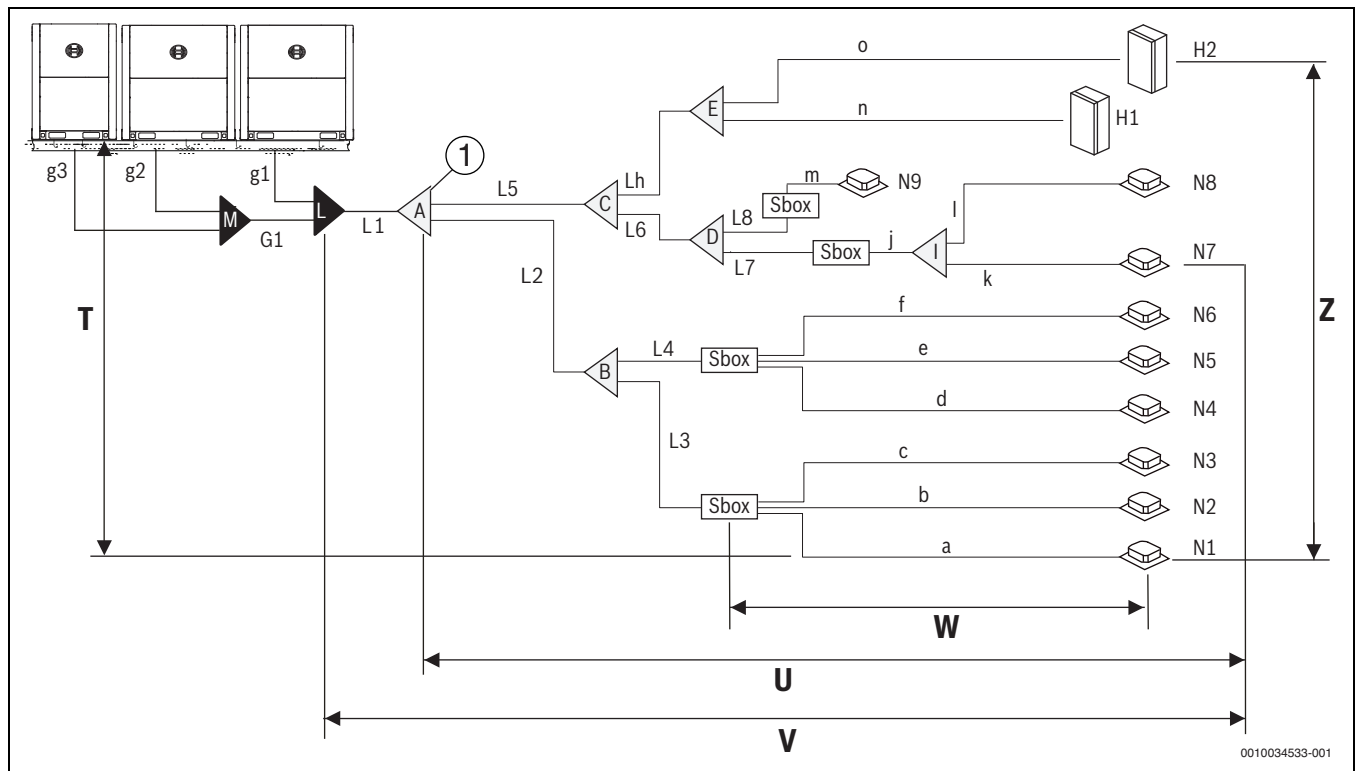 o
H2
E
n
H1
g3
g2
g1
1
Lh
m
N9
l
N8
L5
Sbox
M
L
A
C
L8
L6
D
G1
L1
j
I
Sbox
L7
k
N7
L2
T
Z
f
N6
L4
Sbox
e
N5
B
d
N4
L3
c
N3
Sbox
b
N2
a
N1
W
U
V
0010034533-001